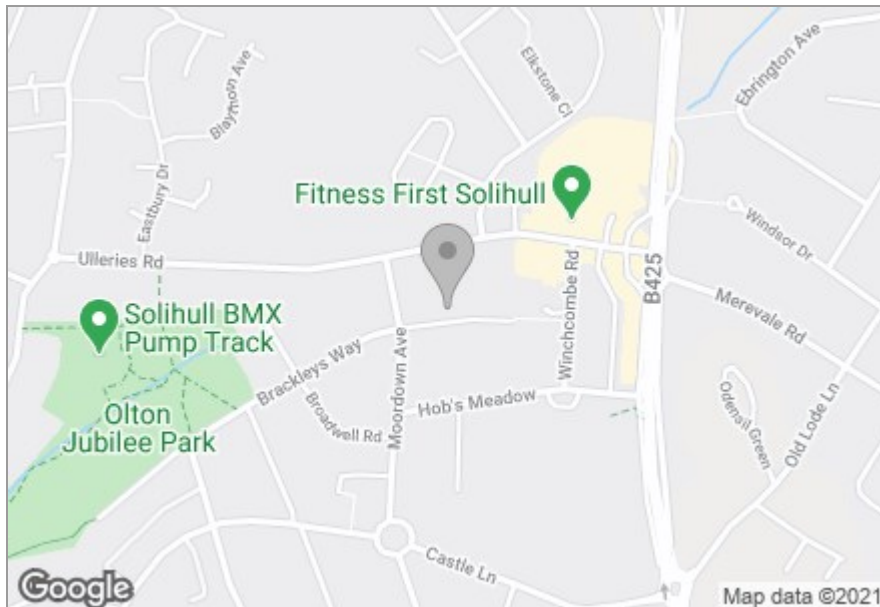 Blaymoin Ave
Eastbury Dr
Elkstone Cl
Ebrington Ave
Fitness First Solihull
Windsor Dr
Ulleries Rd
B425
Solihull BMX
Pump Track
Winchcombe Rd
Merevale Rd
Brackleys Way
Moordown Ave
Hob's Meadow
Broadwell Rd
Olton
Jubilee Park
Odenail Green
Old Lode Ln
Castle Ln
Google
Map data ©2021